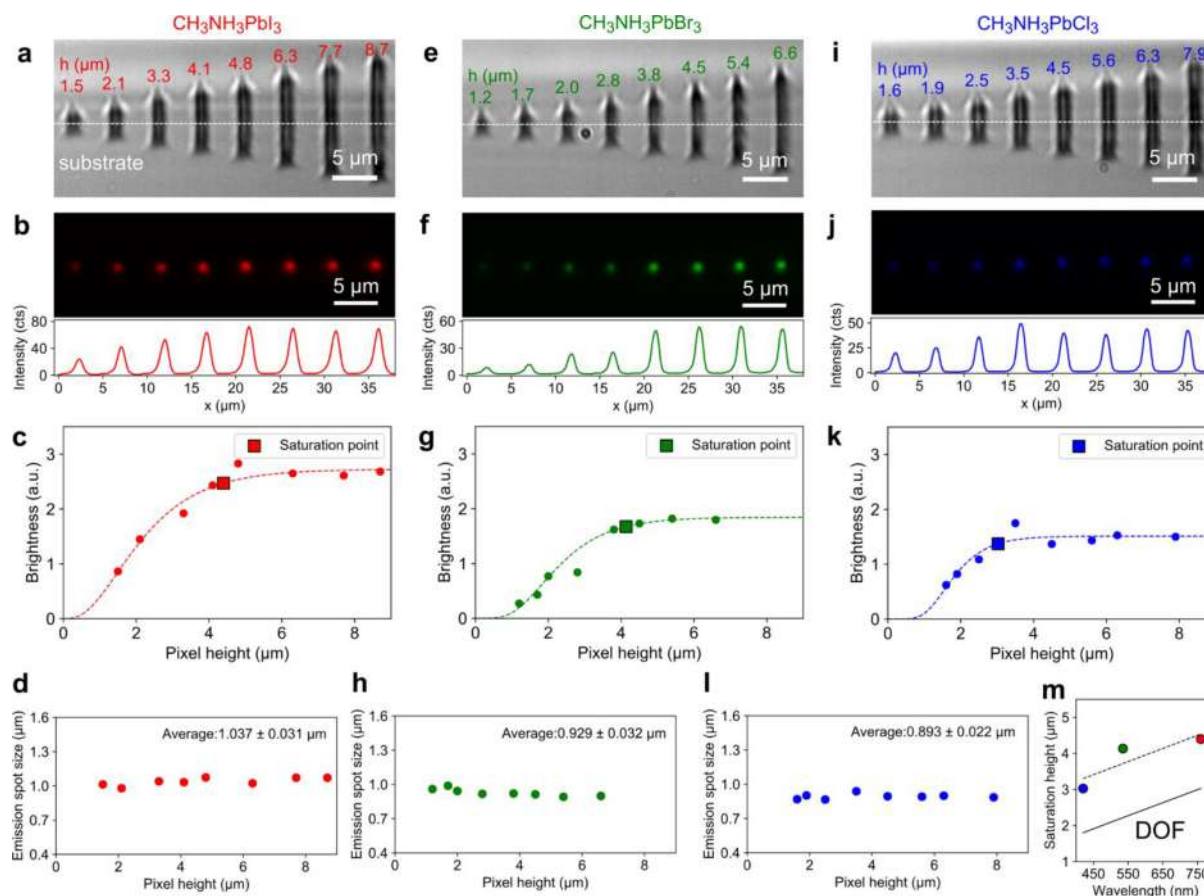 CH3NH3PbI3
a
h (μm)
1.5 2.1 3.3 4.1 4.8 6.3 7.7 8.7
substrate
5 μm
b
5 μm
Intensity (cts)
80
40
0
0 5 10 15 20 25 30 35
x (μm)
c
Saturation point
Brightness (a.u.)
3
2
1
0
0 2 4 6 8
Pixel height (μm)
d
Average:1.037 ± 0.031 μm
Emission spot size (μm)
1.6
1.3
1.0
0.7
0.4
0 2 4 6 8
Pixel height (μm)
CH3NH3PbBr3
e
h (μm)
1.2 1.7 2.0 2.8 3.8 4.5 5.4 6.6
5 μm
f
5 μm
Intensity (cts)
60
30
0
0 5 10 15 20 25 30 35
x (μm)
g
Saturation point
Brightness (a.u.)
3
2
1
0
0 2 4 6 8
Pixel height (μm)
h
Average:0.929 ± 0.032 μm
Emission spot size (μm)
1.6
1.3
1.0
0.7
0.4
0 2 4 6 8
Pixel height (μm)
CH3NH3PbCl3
i
h (μm)
1.6 1.9 2.5 3.5 4.5 5.6 6.3 7.9
5 μm
j
5 μm
Intensity (cts)
50
25
0
0 5 10 15 20 25 30 35
x (μm)
k
Saturation point
Brightness (a.u.)
3
2
1
0
0 2 4 6 8
Pixel height (μm)
l
Average:0.893 ± 0.022 μm
Emission spot size (μm)
1.6
1.3
1.0
0.7
0.4
0 2 4 6 8
Pixel height (μm)
m
Saturation height (μm)
5
4
3
2
1
DOF
450 550 650
Wavelength (nm)